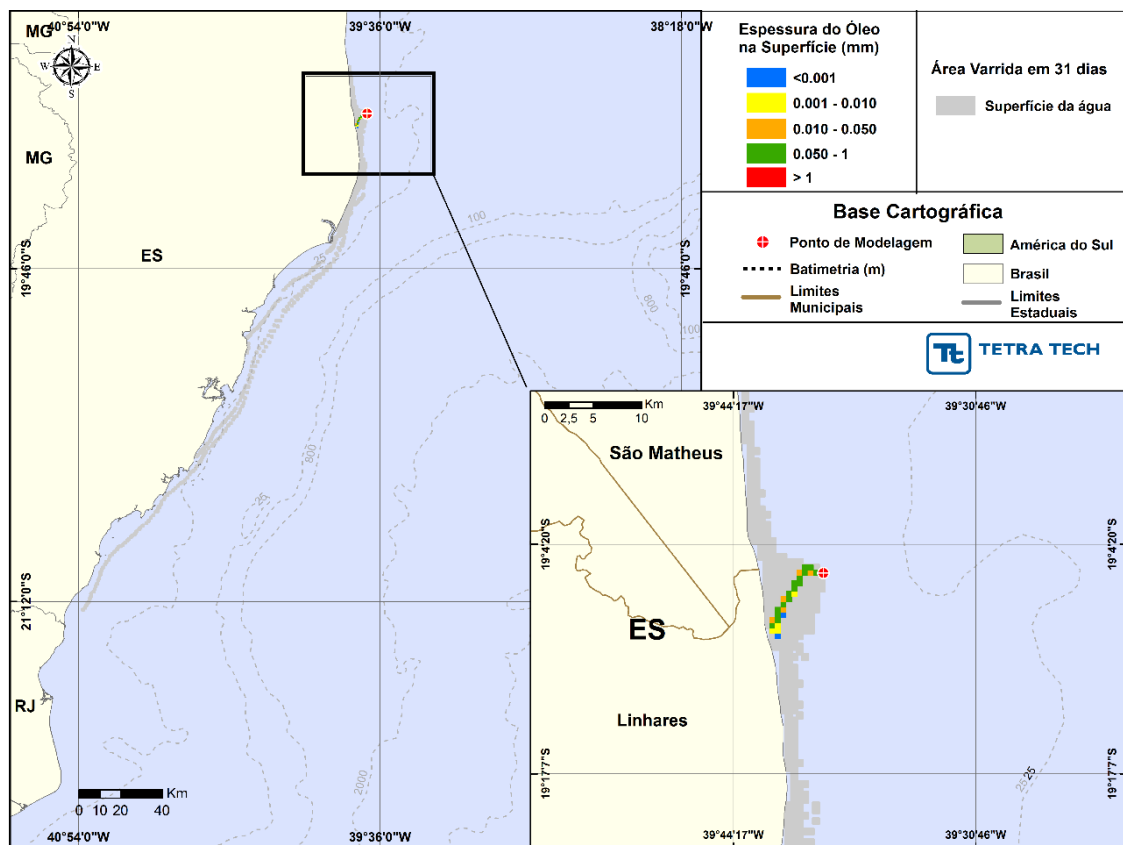 40°54'0"W
39°36'0"W
38°18'0"W
MG
N
W
E
S
MG
ES
19°46'0"S
19°46'0"S
100
25
800
100
800
25
21°12'0"S
RJ
2000
Km
0 10 20 40
40°54'0"W
39°36'0"W
Espessura do Óleo
na Superfície (mm)
<0.001
0.001 - 0.010
0.010 - 0.050
0.050 - 1
> 1
Área Varrida em 31 dias
Superfície da água
Base Cartográfica
Ponto de Modelagem
Batimetria (m)
Limites
Municipais
América do Sul
Brasil
Limites
Estaduais
Tt TETRA TECH
Km
0 2,5 5 10
39°44'17"W
39°30'46"W
São Matheus
19°4'20"S
19°4'20"S
ES
Linhares
19°17'7"S
19°17'7"S
25
25
39°44'17"W
39°30'46"W